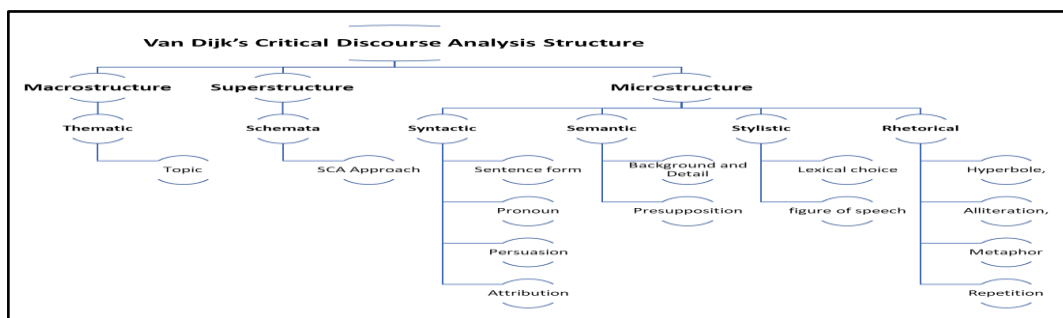 Van Dijk's Critical Discourse Analysis Structure
Macrostructure
Superstructure
Microstructure
Thematic
Schemata
Syntactic
Semantic
Stylistic
Rhetorical
Topic
SCA Approach
Sentence form
Background and
Detail
Lexical choice
Hyperbole,
Pronoun
Presupposition
figure of speech
Alliteration,
Persuasion
Metaphor
Attribution
Repetition